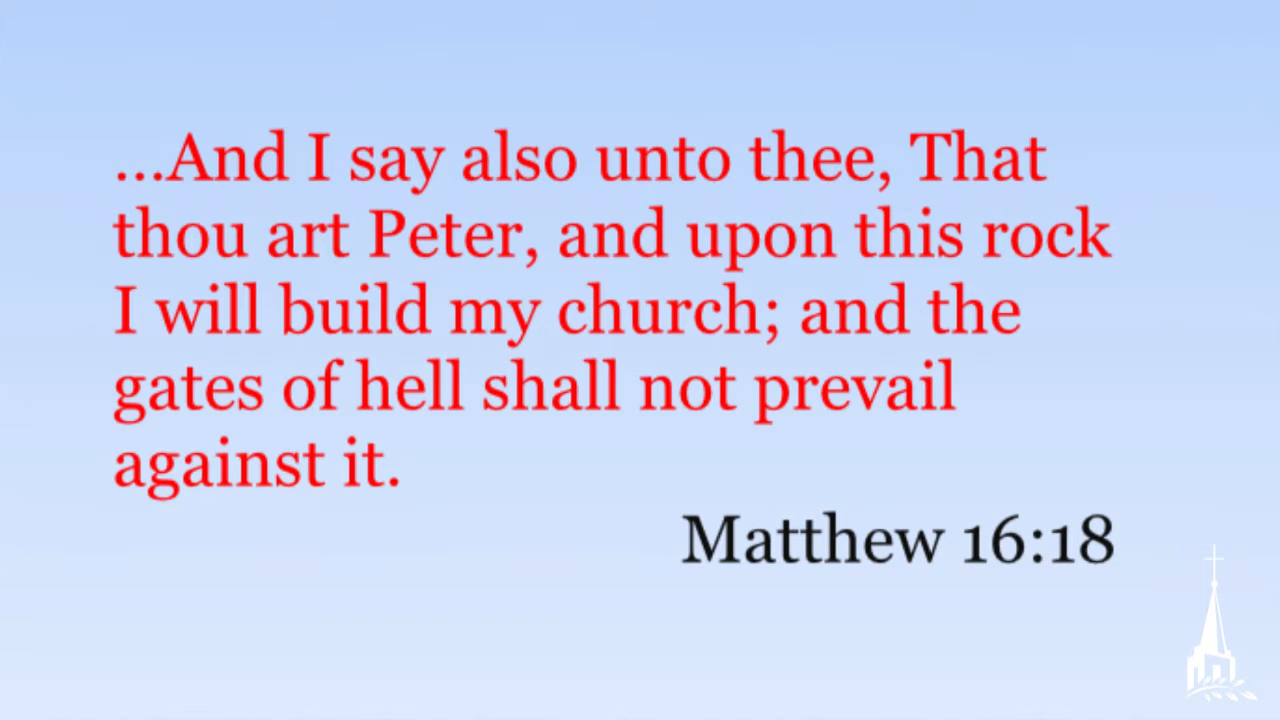 ...And I say also unto thee, That
thou art Peter, and upon this rock
I will build my church; and the
gates of hell shall not prevail
against it.
Matthew 16:18